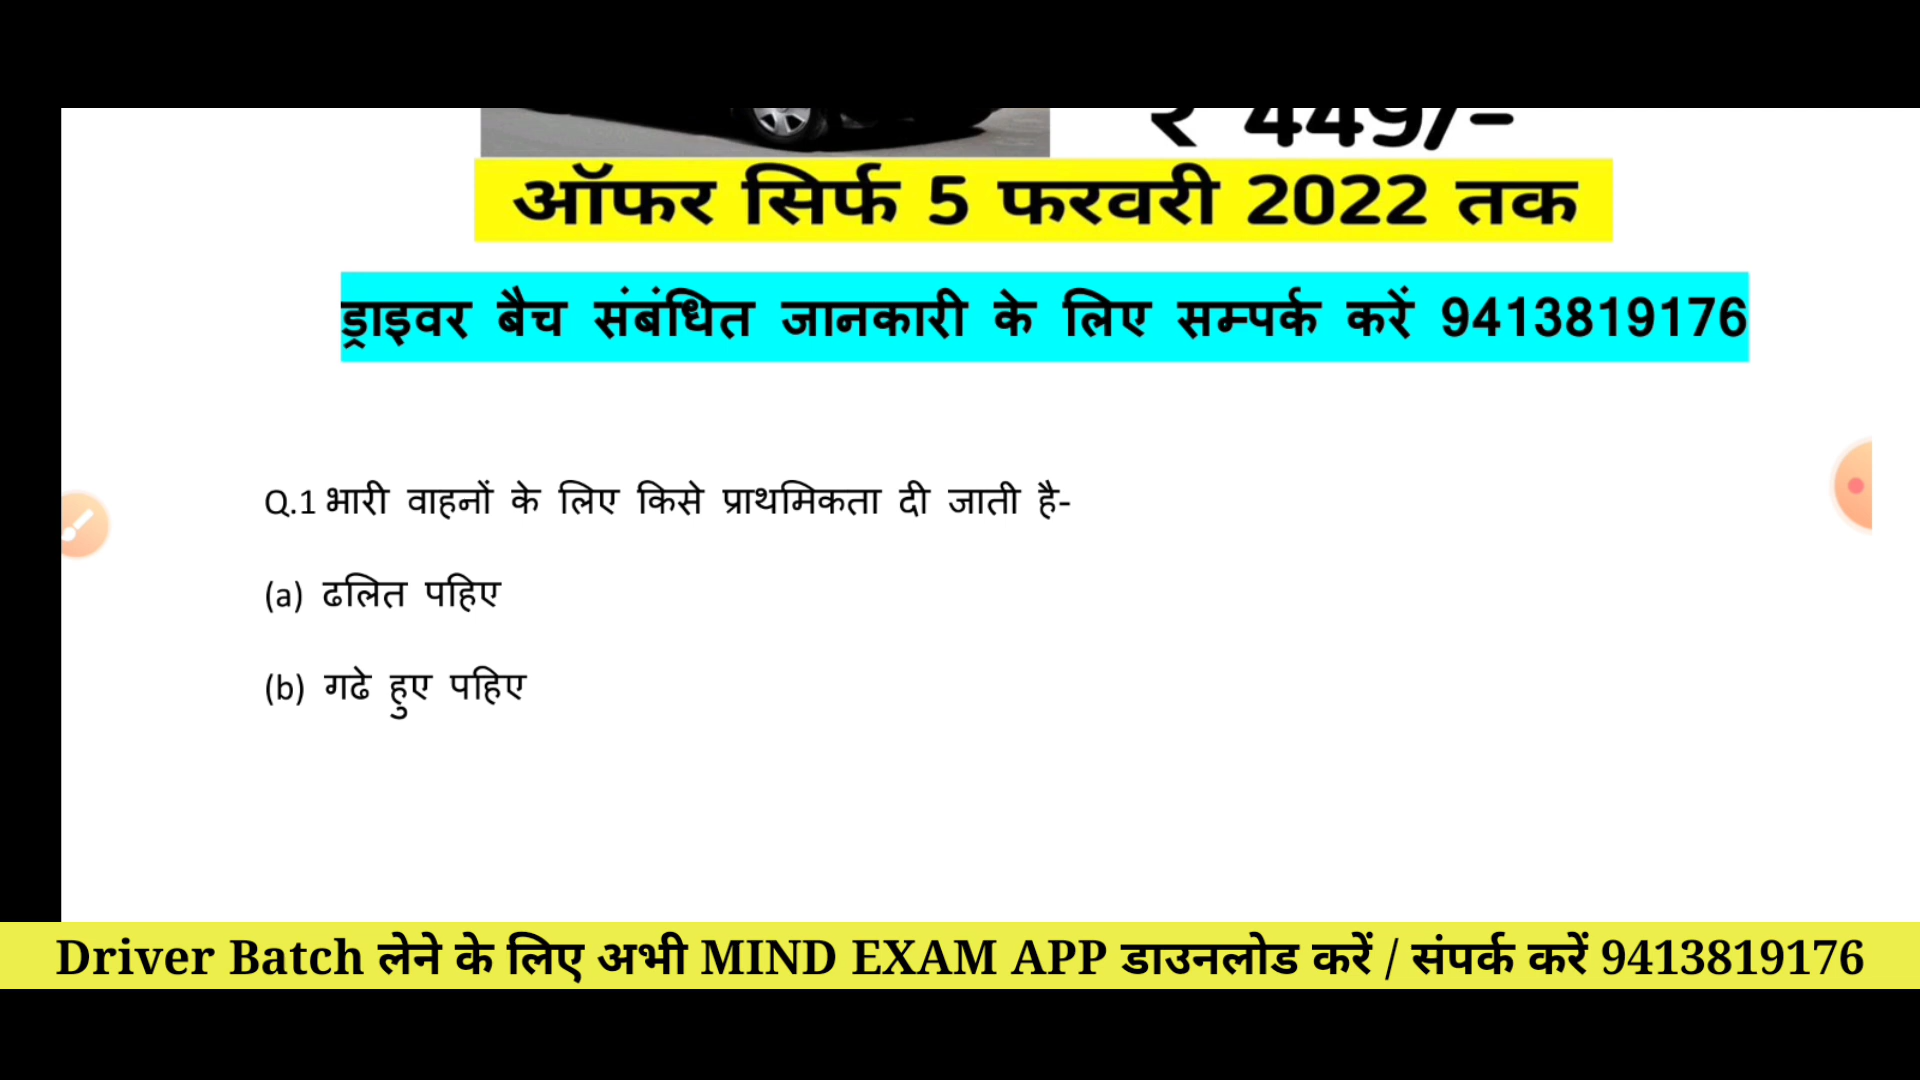 ₹ 449/-
ऑफर सिर्फ 5 फरवरी 2022 तक
ड्राइवर बैच संबंधित जानकारी के लिए सम्पर्क करें 9413819176
Q.1 भारी वाहनों के लिए किसे प्राथमिकता दी जाती है-
(a) ढलित पहिए
(b) गढे हुए पहिए
Driver Batch लेने के लिए अभी MIND EXAM APP डाउनलोड करें / संपर्क करें 9413819176